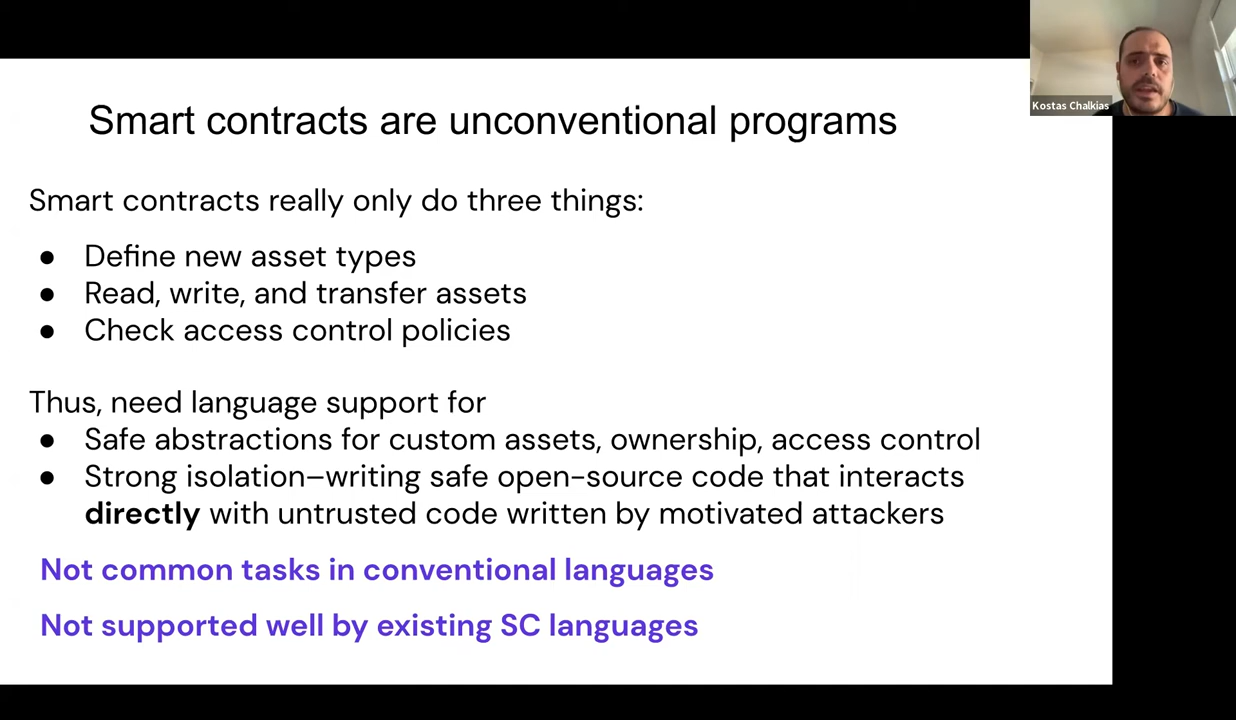 Kostas Chalkias
Smart contracts are unconventional programs
Smart contracts really only do three things:
● Define new asset types
● Read, write, and transfer assets
● Check access control policies
Thus, need language support for
● Safe abstractions for custom assets, ownership, access control
● Strong isolation–writing safe open-source code that interacts
directly with untrusted code written by motivated attackers
Not common tasks in conventional languages
Not supported well by existing SC languages